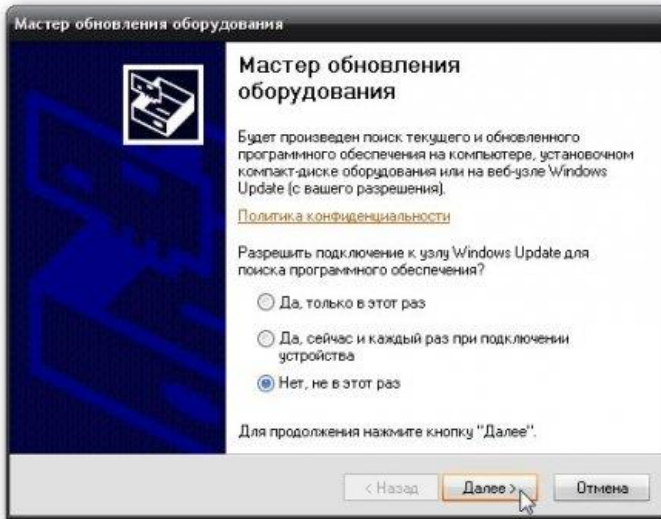 Мастер обновления оборудования
Мастер обновления
оборудования
Будет произведен поиск текущего и обновленного
программного обеспечения на компьютере, установочном
компакт-диске оборудования или на веб-узле Windows
Update (с вашего разрешения).
Политика конфиденциальности
Разрешить подключение к узлу Windows Update для
поиска программного обеспечения?
Да, только в этот раз
Да, сейчас и каждый раз при подключении
устройства
Нет, не в этот раз
Для продолжения нажмите кнопку "Далее".
< Назад Далее > Отмена